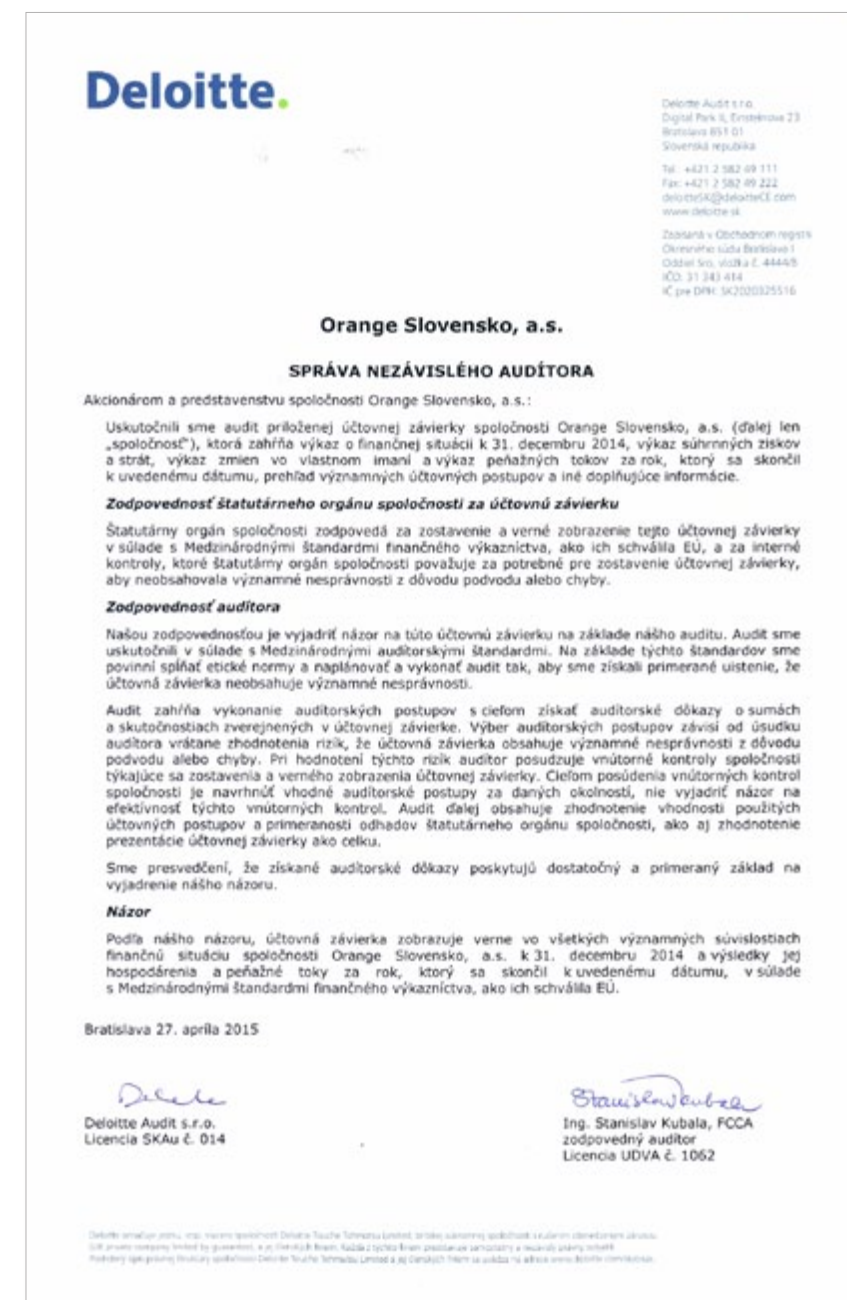 Deloitte.
Deloitte Audit s.r.o.
Digital Park II, Einsteinova 23
Bratislava 851 01
Slovenská republika
Tel: +421 2 582 49 111
Fax: +421 2 582 49 222
deloitteSK@deloitteCE.com
www.deloitte.sk
Zapísaná v Obchodnom registri
Okresného súdu Bratislava I
Oddiel Sro, vložka č. 4444/B
IČO: 31 343 414
IČ pre DPH: SK2020325516
Orange Slovensko, a.s.
SPRÁVA NEZÁVISLÉHO AUDÍTORA
Akcionárom a predstavenstvu spoločnosti Orange Slovensko, a.s.:
Uskutočnili sme audit priloženej účtovnej závierky spoločnosti Orange Slovensko, a.s. (ďalej len
„spoločnosť“), ktorá zahŕňa výkaz o finančnej situácii k 31. decembru 2014, výkaz súhrnných ziskov
a strát, výkaz zmien vo vlastnom imaní a výkaz peňažných tokov za rok, ktorý sa skončil
k uvedenému dátumu, prehľad významných účtovných postupov a iné doplňujúce informácie.
Zodpovednosť štatutárneho orgánu spoločnosti za účtovnú závierku
Štatutárny orgán spoločnosti zodpovedá za zostavenie a verné zobrazenie tejto účtovnej závierky
v súlade s Medzinárodnými štandardmi finančného výkazníctva, ako ich schválila EÚ, a za interné
kontroly, ktoré štatutárny orgán spoločnosti považuje za potrebné pre zostavenie účtovnej závierky,
aby neobsahovala významné nesprávnosti z dôvodu podvodu alebo chyby.
Zodpovednosť audítora
Našou zodpovednosťou je vyjadriť názor na túto účtovnú závierku na základe nášho auditu. Audit sme
uskutočnili v súlade s Medzinárodnými audítorskými štandardmi. Na základe týchto štandardov sme
povinní spĺňať etické normy a naplánovať a vykonať audit tak, aby sme získali primerané uistenie, že
účtovná závierka neobsahuje významné nesprávnosti.
Audit zahŕňa vykonanie audítorských postupov s cieľom získať audítorské dôkazy o sumách
a skutočnostiach zverejnených v účtovnej závierke. Výber audítorských postupov závisí od úsudku
audítora vrátane zhodnotenia rizík, že účtovná závierka obsahuje významné nesprávnosti z dôvodu
podvodu alebo chyby. Pri hodnotení týchto rizík audítor posudzuje vnútorné kontroly spoločnosti
týkajúce sa zostavenia a verného zobrazenia účtovnej závierky. Cieľom posúdenia vnútorných kontrol
spoločnosti je navrhnúť vhodné audítorské postupy za daných okolností, nie vyjadriť názor na
efektívnosť týchto vnútorných kontrol. Audit ďalej obsahuje zhodnotenie vhodnosti použitých
účtovných postupov a primeranosti odhadov štatutárneho orgánu spoločnosti, ako aj zhodnotenie
prezentácie účtovnej závierky ako celku.
Sme presvedčení, že získané audítorské dôkazy poskytujú dostatočný a primeraný základ na
vyjadrenie nášho názoru.
Názor
Podľa nášho názoru, účtovná závierka zobrazuje verne vo všetkých významných súvislostiach
finančnú situáciu spoločnosti Orange Slovensko, a.s. k 31. decembru 2014 a výsledky jej
hospodárenia a peňažné toky za rok, ktorý sa skončil k uvedenému dátumu, v súlade
s Medzinárodnými štandardmi finančného výkazníctva, ako ich schválila EÚ.
Bratislava 27. apríla 2015
Deloitte Audit s.r.o.
Licencia SKAu č. 014
Stanislav Kubala
Ing. Stanislav Kubala, FCCA
zodpovedný audítor
Licencia UDVA č. 1062